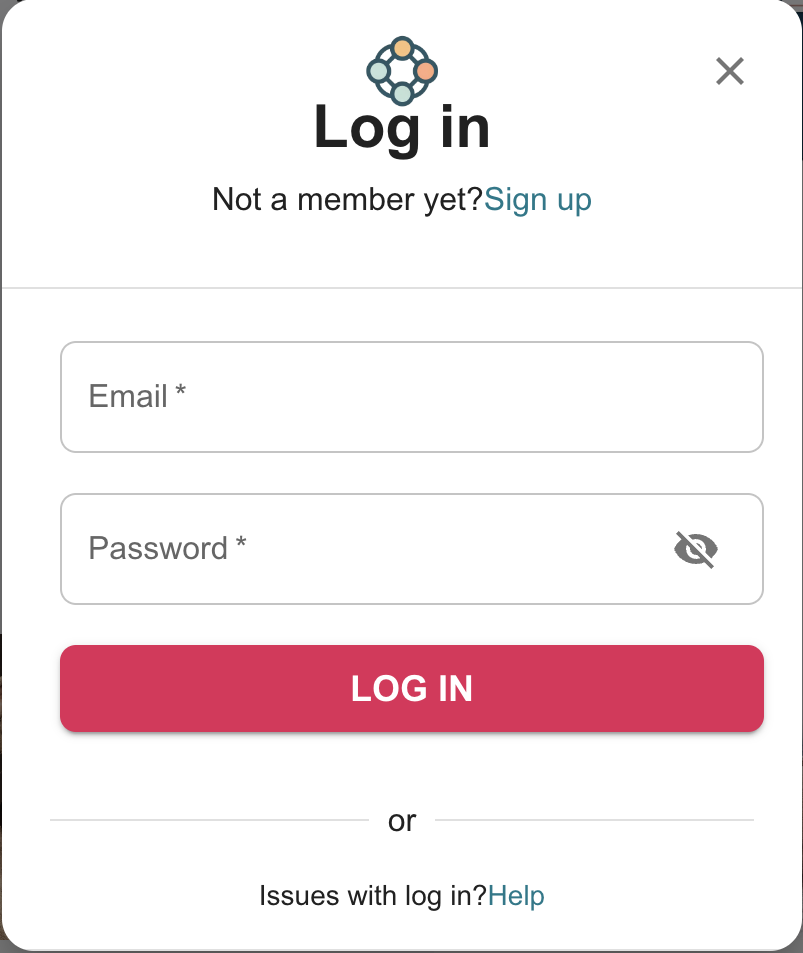 Log in
Not a member yet?Sign up
Email *
Password *
LOG IN
or
Issues with log in?Help